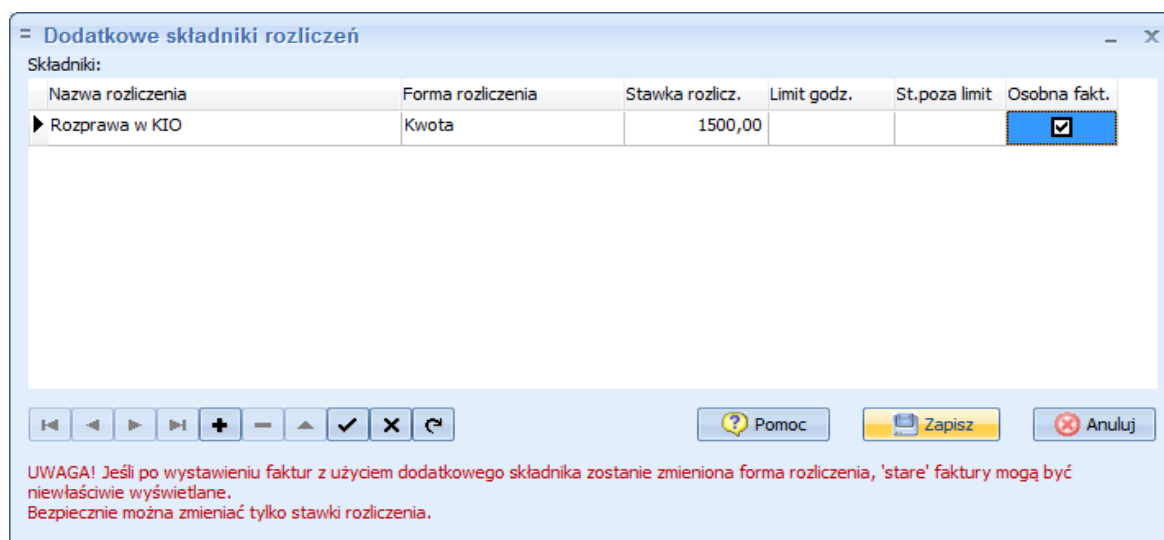 Dodatkowe składniki rozliczeń
Składniki:
Nazwa rozliczenia Forma rozliczenia Stawka rozlicz. Limit godz. St.poza limit Osobna fakt.
Rozprawa w KIO Kwota 1500,00
Pomoc Zapisz Anuluj
UWAGA! Jeśli po wystawieniu faktur z użyciem dodatkowego składnika zostanie zmieniona forma rozliczenia, 'stare' faktury mogą być
niewłaściwie wyświetlane.
Bezpiecznie można zmieniać tylko stawki rozliczenia.